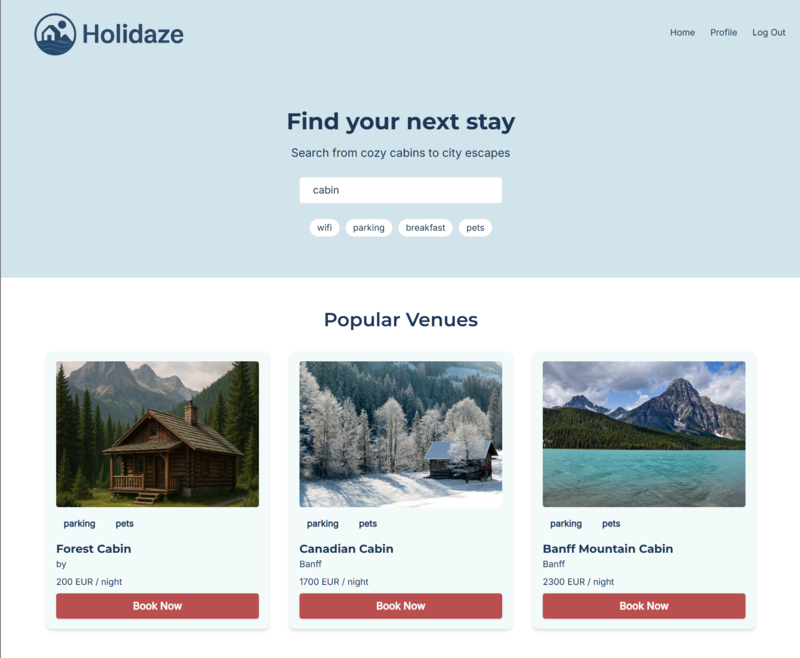 Holidaze
Home Profile Log Out
Find your next stay
Search from cozy cabins to city escapes
cabin
wifi parking breakfast pets
Popular Venues
parking pets
Forest Cabin
by
200 EUR / night
Book Now
parking pets
Canadian Cabin
Banff
1700 EUR / night
Book Now
parking pets
Banff Mountain Cabin
Banff
2300 EUR / night
Book Now